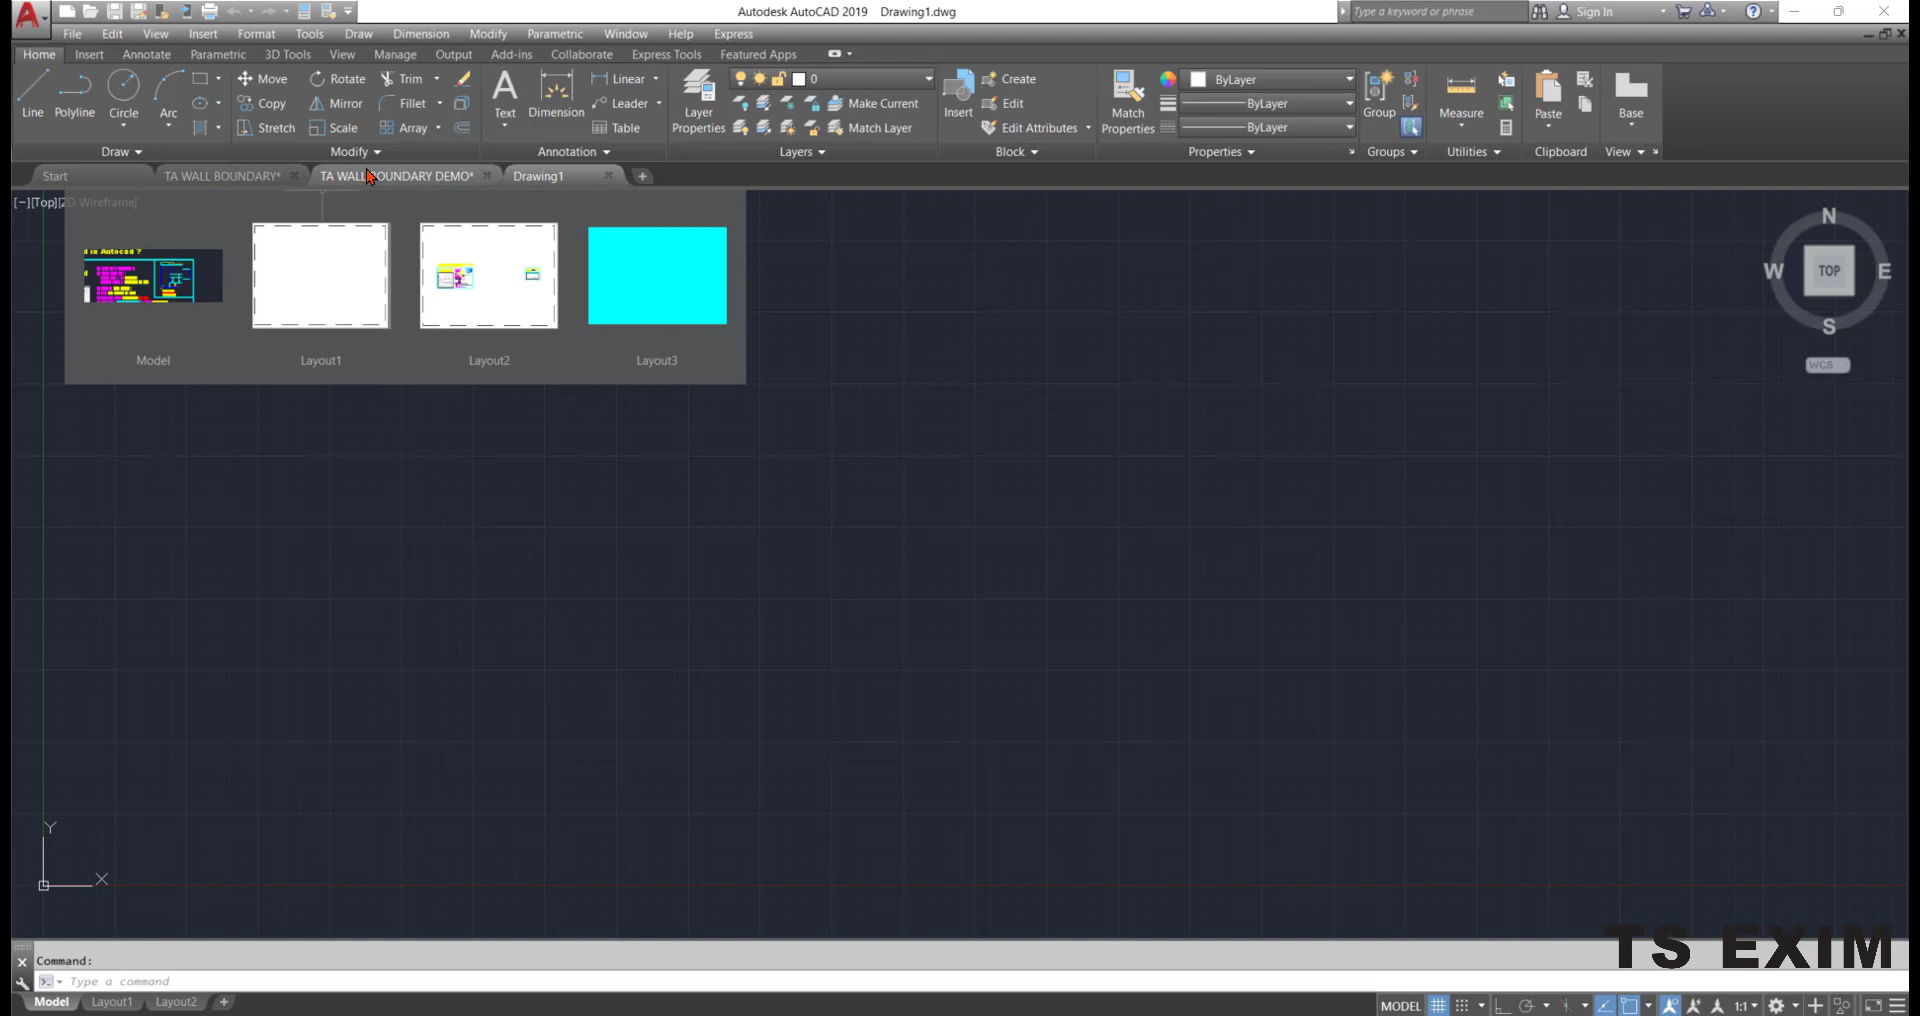 Autodesk AutoCAD 2019 Drawing1.dwg
Type a keyword or phrase
Sign In
File Edit View Insert Format Tools Draw Dimension Modify Parametric Window Help Express
Home Insert Annotate Parametric 3D Tools View Manage Output Add-ins Collaborate Express Tools Featured Apps
Line Polyline Circle Arc
Move Rotate Trim
Copy Mirror Fillet
Stretch Scale Array
Text Dimension
Linear
Leader
Table
Layer
Properties
0
Make Current
Match Layer
Insert
Create
Edit
Edit Attributes
Match
Properties
ByLayer
ByLayer
ByLayer
Group
Measure
Paste
Base
Draw Modify Annotation Layers Block Properties Groups Utilities Clipboard View
Start TA WALL BOUNDARY* TA WALL BOUNDARY DEMO* Drawing1
[−][Top][2D Wireframe]
ll in Autocad ?
Model Layout1 Layout2 Layout3
N
W TOP E
S
WCS
Y
X
TS EXIM
Command:
Type a command
Model Layout1 Layout2
MODEL 1:1